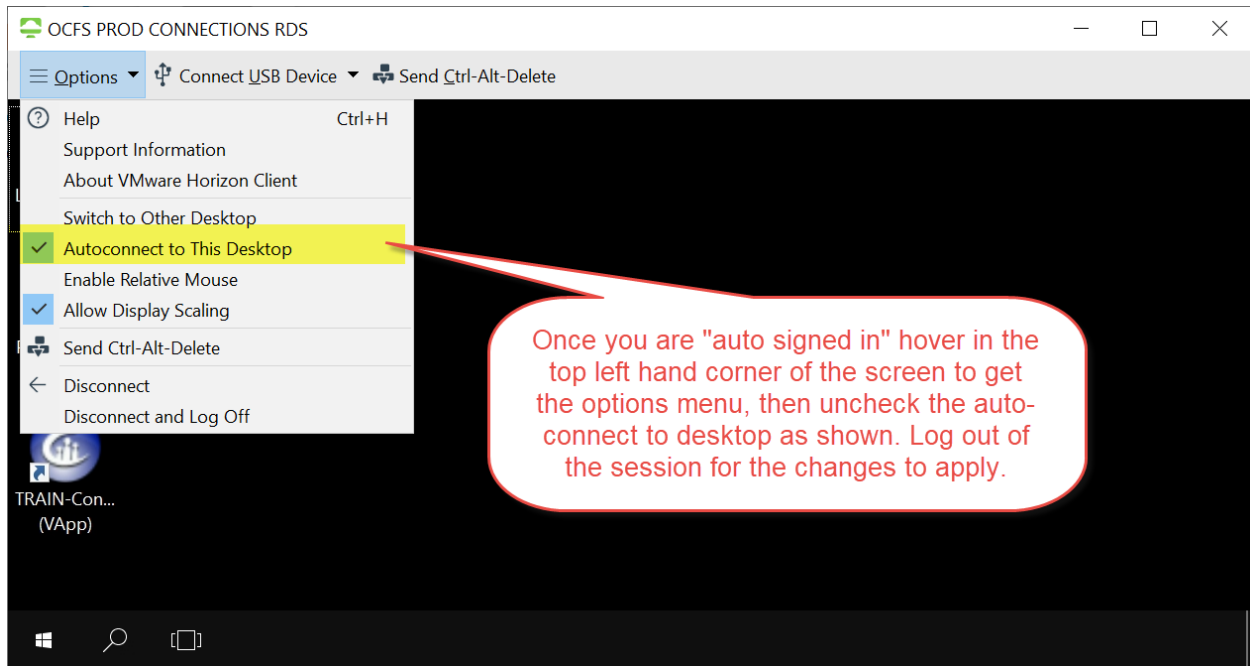 OCFS PROD CONNECTIONS RDS
Options Connect USB Device Send Ctrl-Alt-Delete
Help Ctrl+H
Support Information
About VMware Horizon Client
Switch to Other Desktop
Autoconnect to This Desktop
Enable Relative Mouse
Allow Display Scaling
Send Ctrl-Alt-Delete
Disconnect
Disconnect and Log Off
TRAIN-Con...
(VApp)
Once you are "auto signed in" hover in the
top left hand corner of the screen to get
the options menu, then uncheck the auto-
connect to desktop as shown. Log out of
the session for the changes to apply.